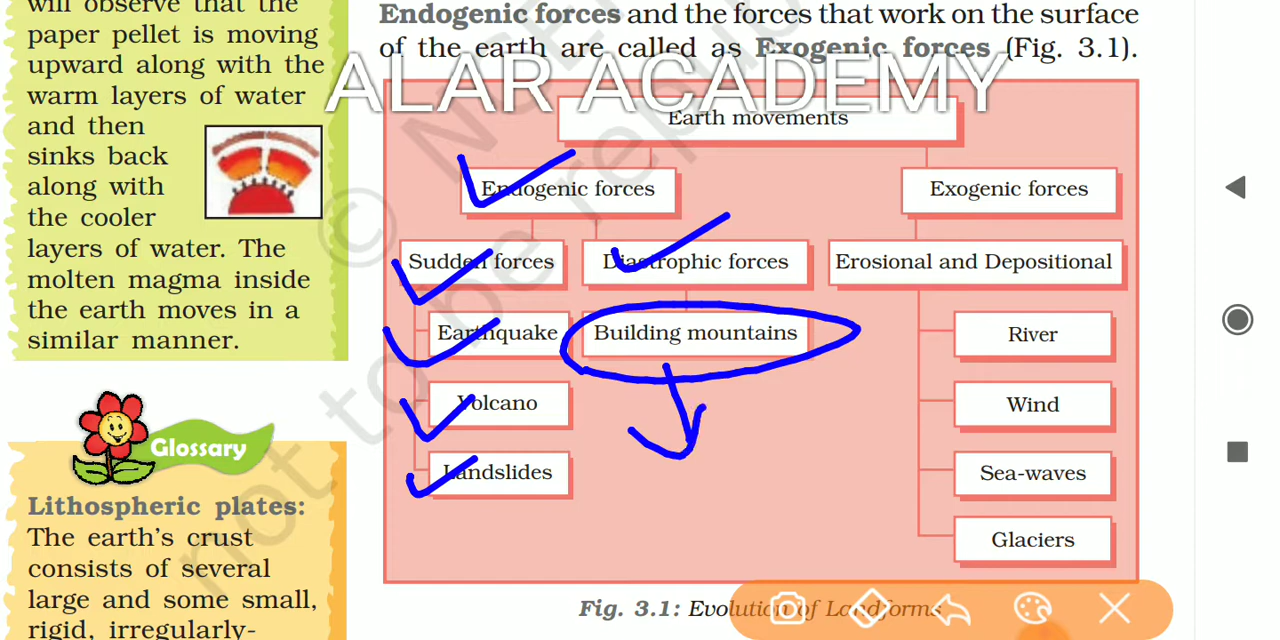 will observe that the
paper pellet is moving
upward along with the
warm layers of water
and then
sinks back
along with
the cooler
layers of water. The
molten magma inside
the earth moves in a
similar manner.
Glossary
Lithospheric plates:
The earth's crust
consists of several
large and some small,
rigid, irregularly-
Endogenic forces and the forces that work on the surface
of the earth are called as Exogenic forces (Fig. 3.1).
ALAR ACADEMY
Earth movements
Endogenic forces
Exogenic forces
Sudden forces
Diastrophic forces
Erosional and Depositional
Earthquake
Building mountains
River
Volcano
Wind
Landslides
Sea-waves
Glaciers
Fig. 3.1: Evolution of Landforms
© NCE
not to be republ